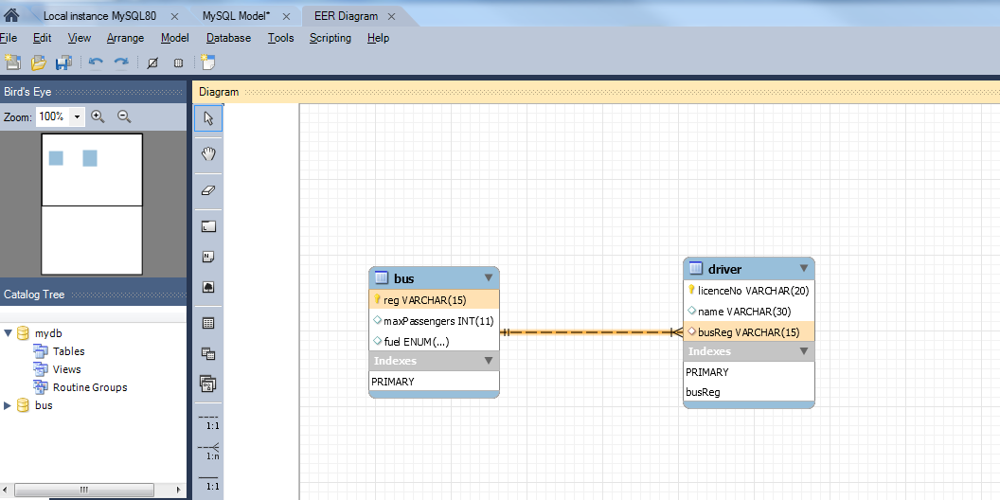 Local instance MySQL80 × MySQL Model* × EER Diagram ×
File Edit View Arrange Model Database Tools Scripting Help
Bird's Eye
Zoom: 100%
Catalog Tree
mydb
Tables
Views
Routine Groups
bus
Diagram
1:1
1:n
1:1
bus
reg VARCHAR(15)
maxPassengers INT(11)
fuel ENUM(...)
Indexes
PRIMARY
driver
licenceNo VARCHAR(20)
name VARCHAR(30)
busReg VARCHAR(15)
Indexes
PRIMARY
busReg